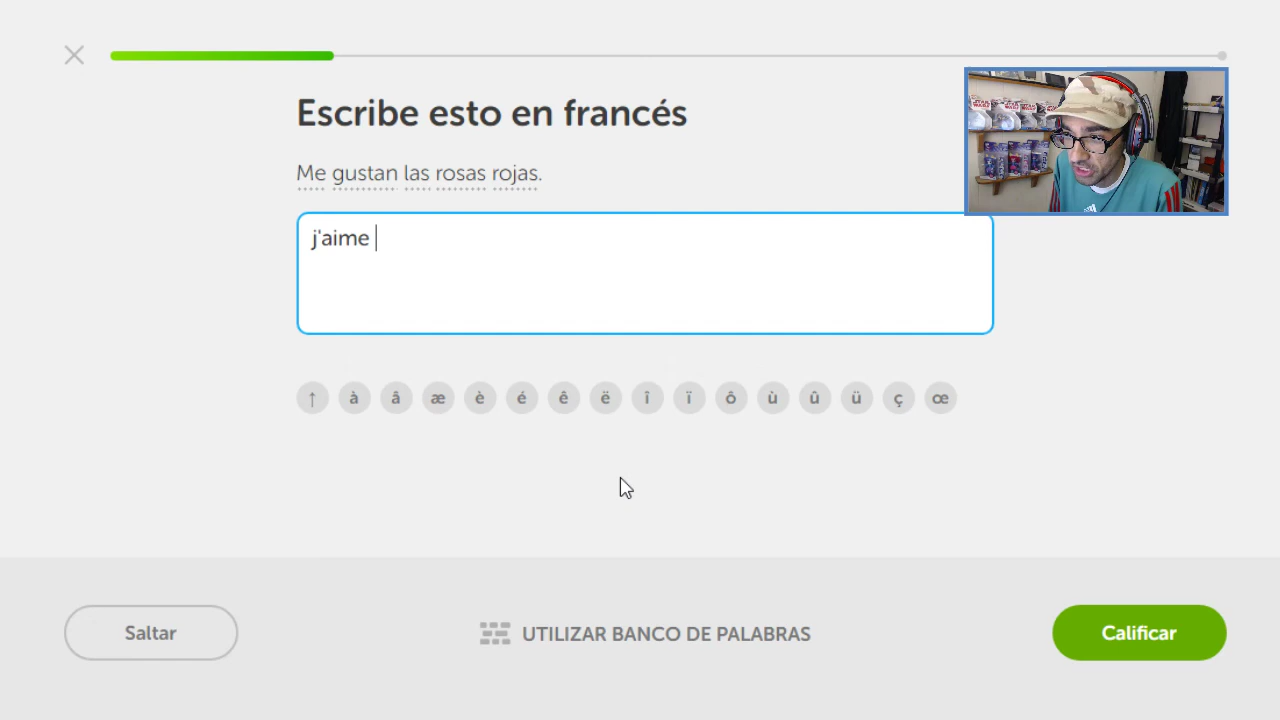 Escribe esto en francés
Me gustan las rosas rojas.
j'aime
↑ à â æ è é ê ë î ï ô ù û ü ç œ
Saltar
UTILIZAR BANCO DE PALABRAS
Calificar